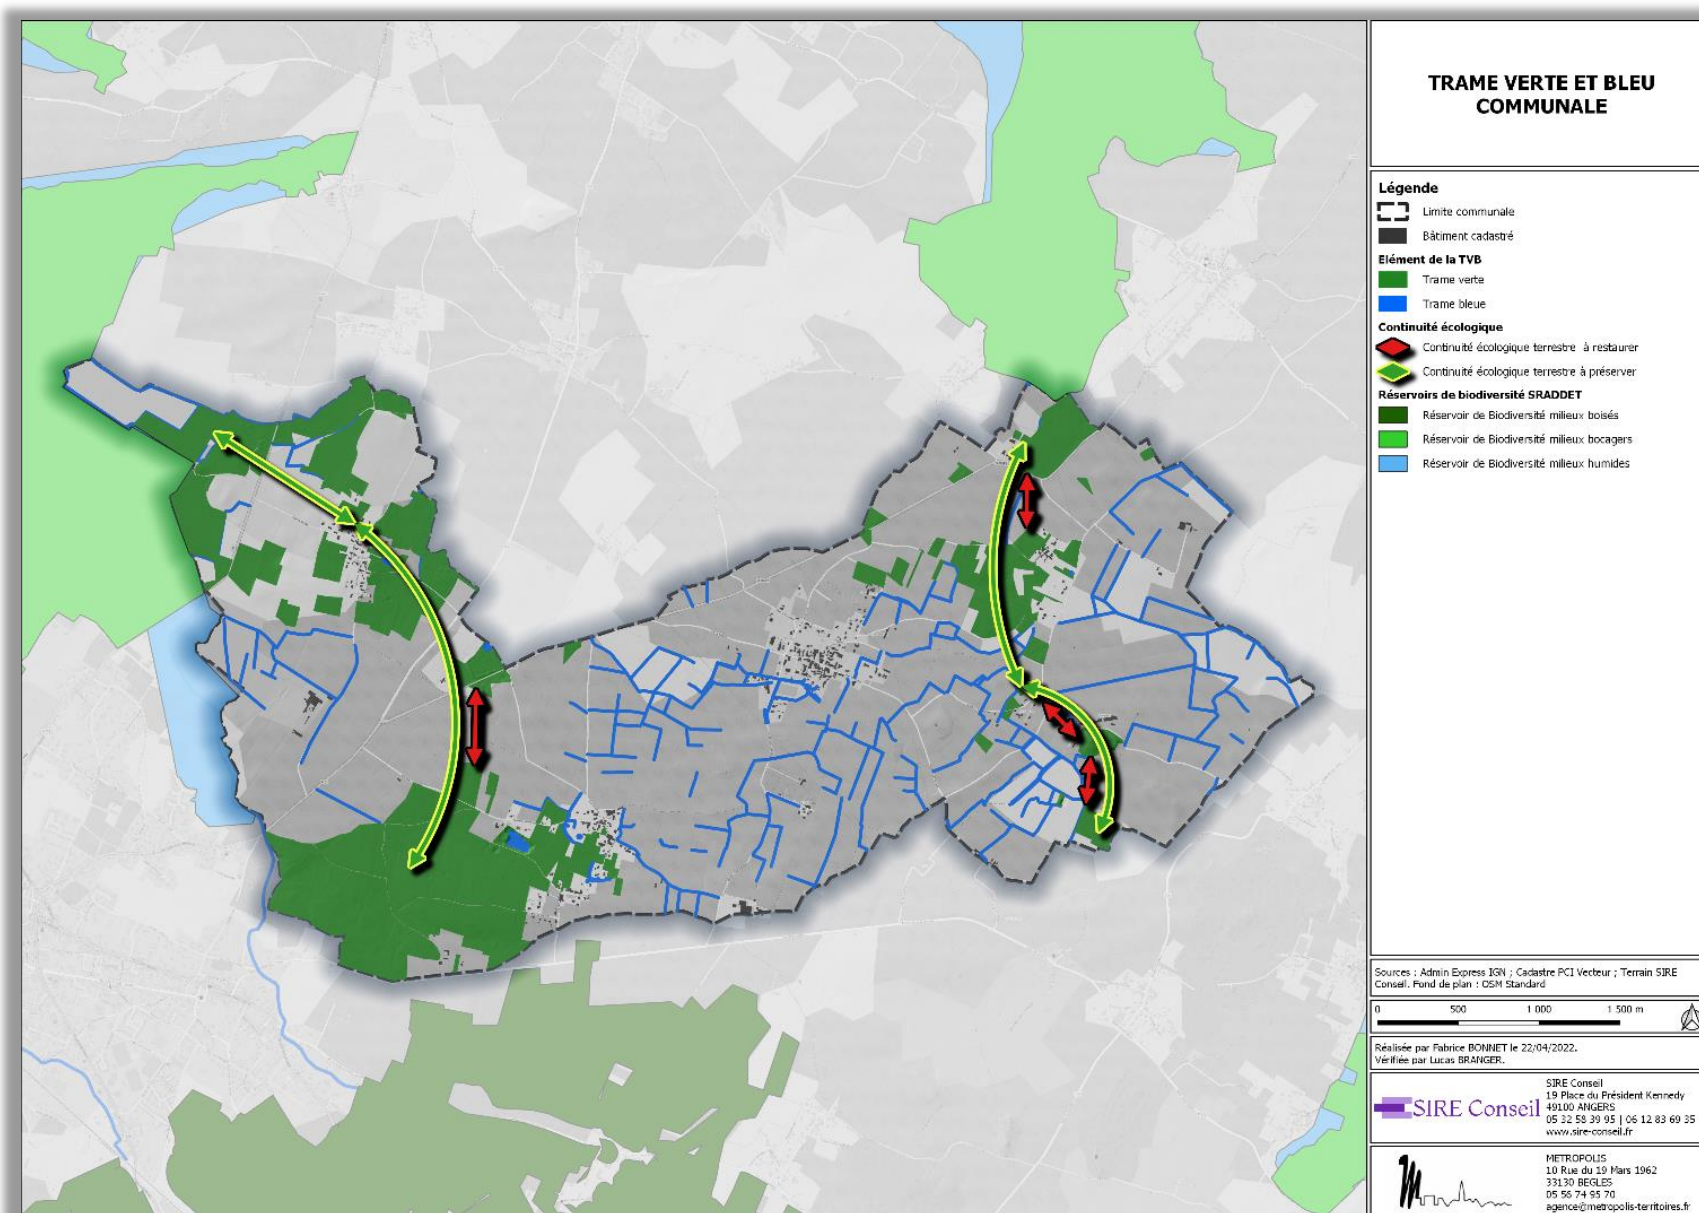 TRAME VERTE ET BLEU
COMMUNALE
Légende
Limite communale
Bâtiment cadastré
Elément de la TVB
Trame verte
Trame bleue
Continuité écologique
Continuité écologique terrestre à restaurer
Continuité écologique terrestre à préserver
Réservoirs de biodiversité SRADDET
Réservoir de Biodiversité milieux boisés
Réservoir de Biodiversité milieux bocagers
Réservoir de Biodiversité milieux humides
Sources : Admin Express IGN ; Cadastre PCI Vecteur ; Terrain SIRE
Conseil. Fond de plan : OSM Standard
0 500 1 000 1 500 m
Réalisée par Fabrice BONNET le 22/04/2022.
Vérifiée par Lucas BRANGER.
SIRE Conseil
SIRE Conseil
19 Place du Président Kennedy
49100 ANGERS
05 32 58 39 95 | 06 12 83 69 35
www.sire-conseil.fr
METROPOLIS
10 Rue du 19 Mars 1962
33130 BEGLES
05 56 74 95 70
agence@metropolis-territoires.fr